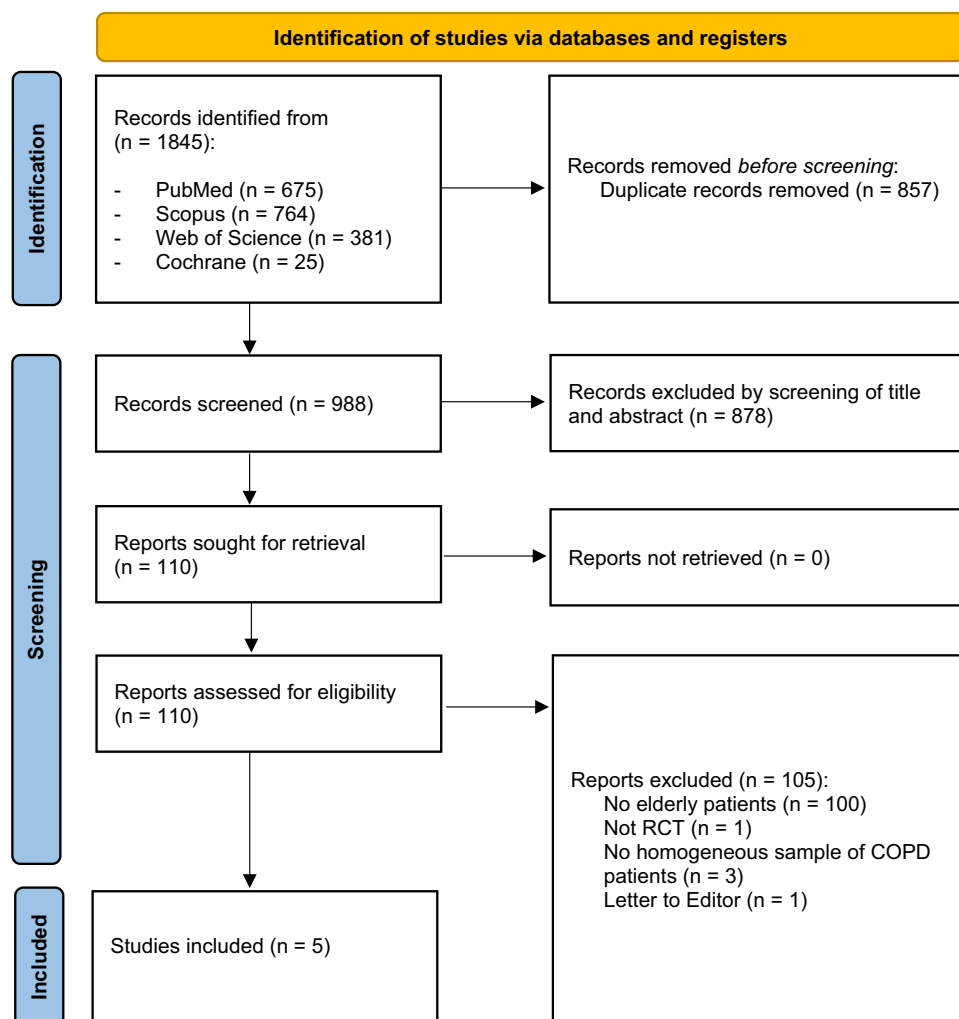 Identification of studies via databases and registers
Identification
Records identified from
(n = 1845):
- PubMed (n = 675)
- Scopus (n = 764)
- Web of Science (n = 381)
- Cochrane (n = 25)
Records removed before screening:
Duplicate records removed (n = 857)
Screening
Records screened (n = 988)
Records excluded by screening of title
and abstract (n = 878)
Reports sought for retrieval
(n = 110)
Reports not retrieved (n = 0)
Reports assessed for eligibility
(n = 110)
Reports excluded (n = 105):
No elderly patients (n = 100)
Not RCT (n = 1)
No homogeneous sample of COPD
patients (n = 3)
Letter to Editor (n = 1)
Included
Studies included (n = 5)